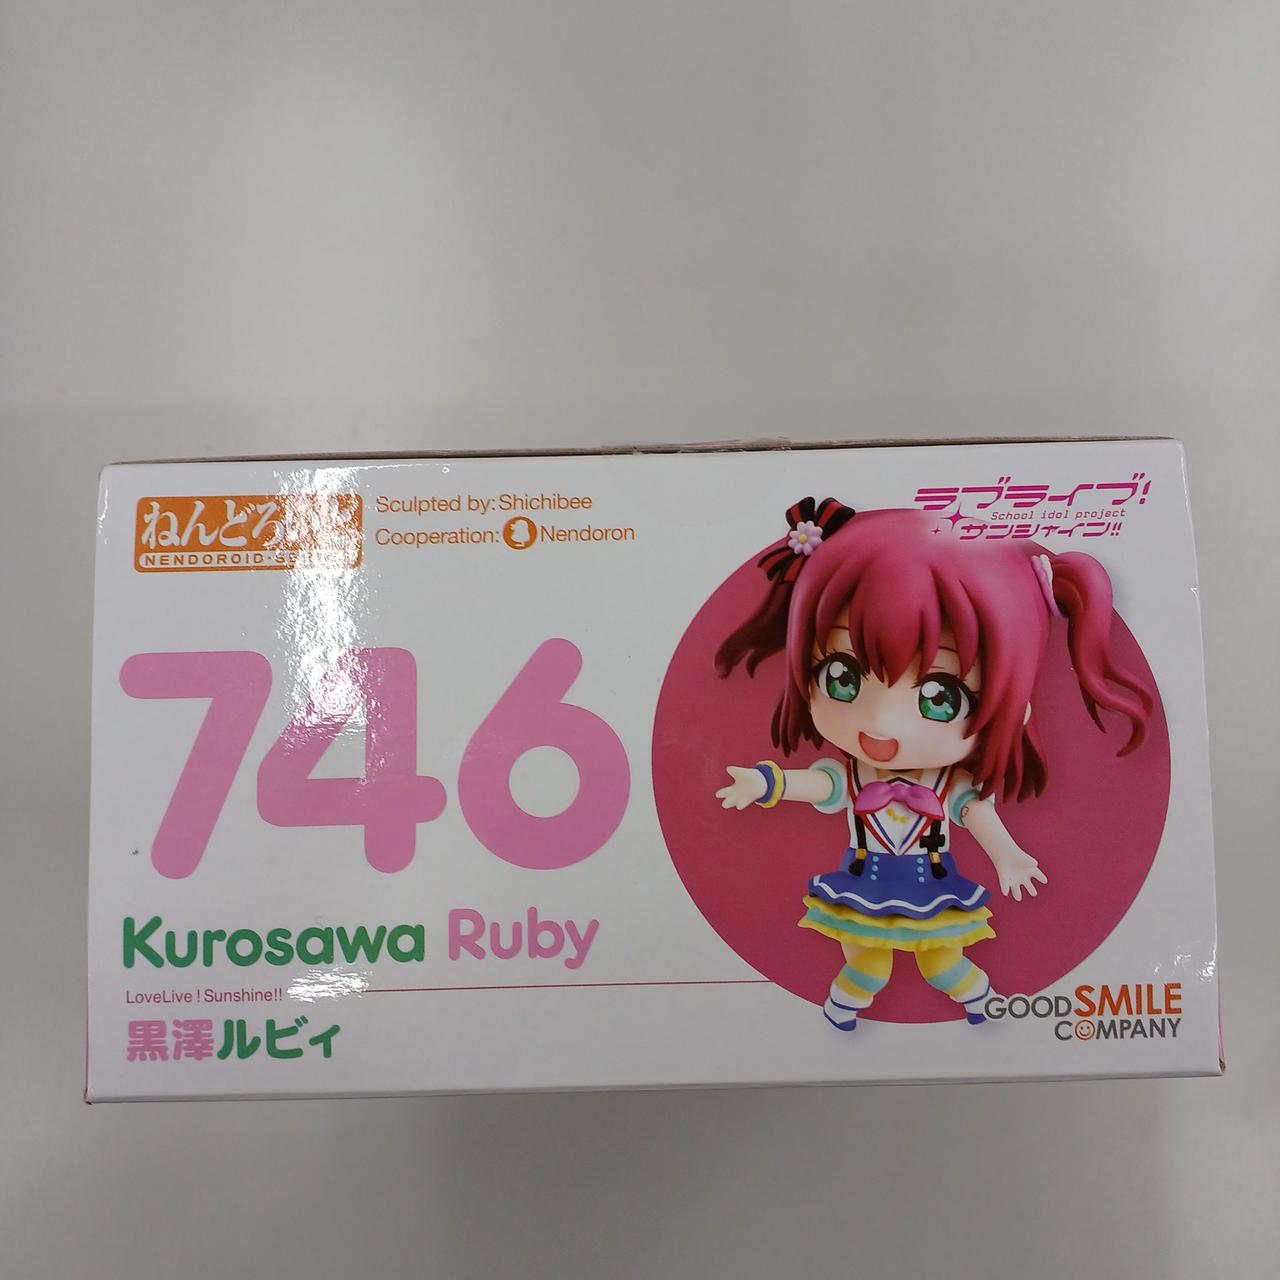 ねんどろいど
NENDOROID·SERIES
Sculpted by: Shichibee
Cooperation: Nendoron
ラブライブ!
School idol project
サンシャイン!!
746
Kurosawa Ruby
LoveLive! Sunshine!!
黒澤ルビィ
GOOD SMILE
COMPANY